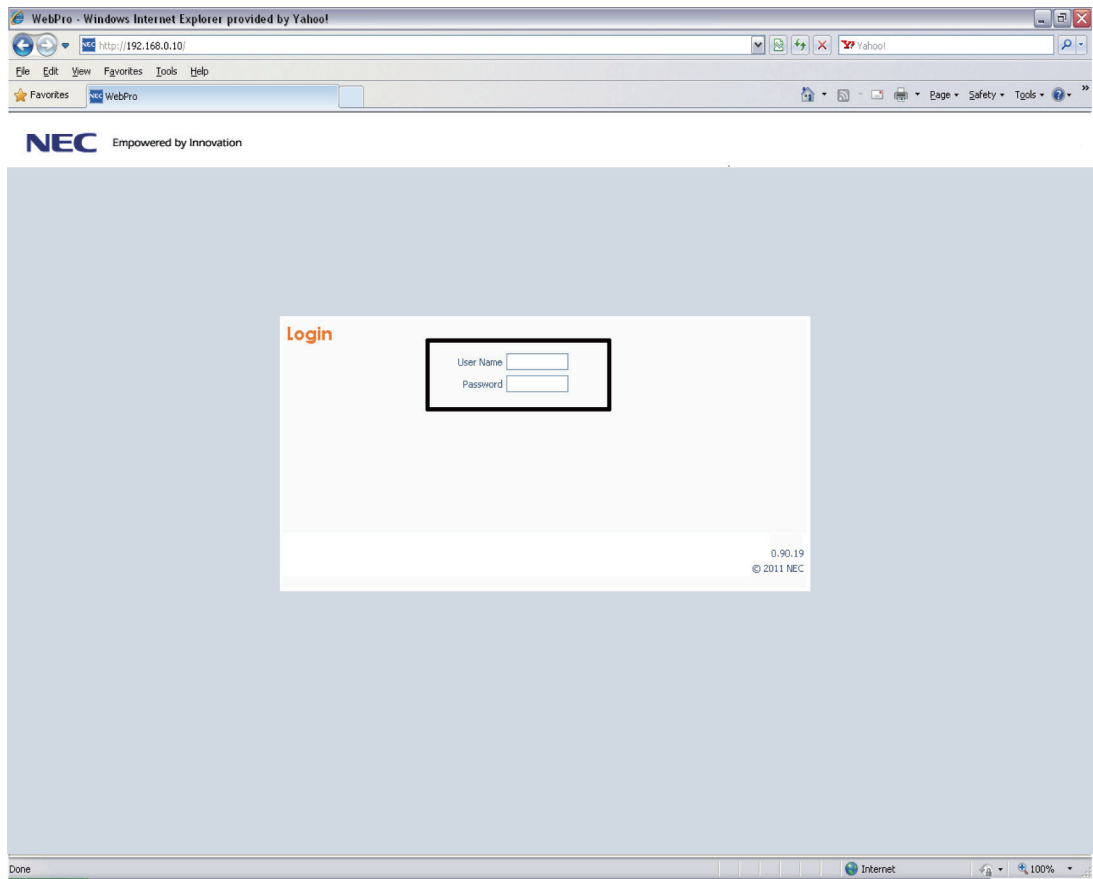 WebPro - Windows Internet Explorer provided by Yahoo!
NEC http://192.168.0.10/ Yahoo!
File Edit View Favorites Tools Help
Favorites NEC WebPro Page Safety Tools »
NEC Empowered by Innovation
Login
User Name
Password
0.90.19
© 2011 NEC
Done Internet 100%